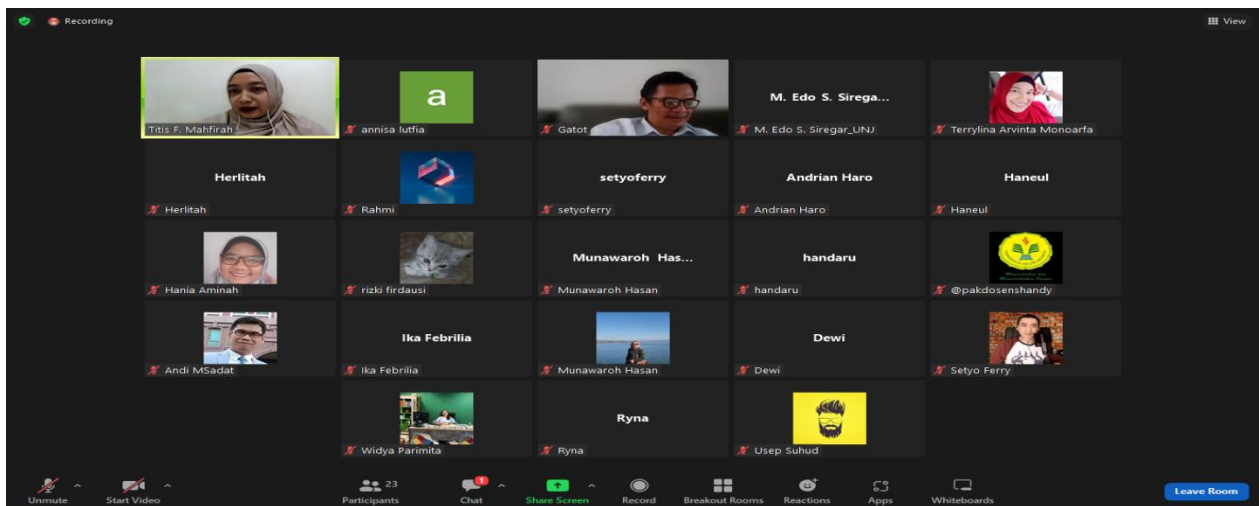 Recording
View
a
M. Edo S. Sirega...
Titis F. Mahfirah
annisa lutfia
Gatot
M. Edo S. Siregar_UNJ
Terrylina Arvinta Monoarfa
Herlitah
setyoferry
Andrian Haro
Haneul
Herlitah
Rahmi
setyoferry
Andrian Haro
Haneul
Munawaroh Has...
handaru
Hania Aminah
rizki firdausi
Munawaroh Hasan
handaru
@pakdosenshandy
Ika Febrilia
Dewi
Andi MSadat
Ika Febrilia
Munawaroh Hasan
Dewi
Setyo Ferry
Ryna
Widya Parimita
Ryna
Usep Suhud
23
1
Unmute
Start Video
Participants
Chat
Share Screen
Record
Breakout Rooms
Reactions
Apps
Whiteboards
Leave Room